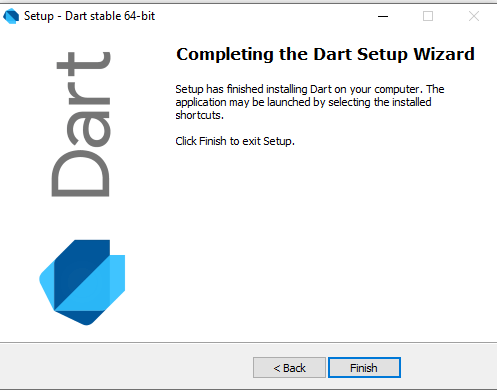 Setup - Dart stable 64-bit
Dart
Completing the Dart Setup Wizard
Setup has finished installing Dart on your computer. The
application may be launched by selecting the installed
shortcuts.
Click Finish to exit Setup.
< Back
Finish